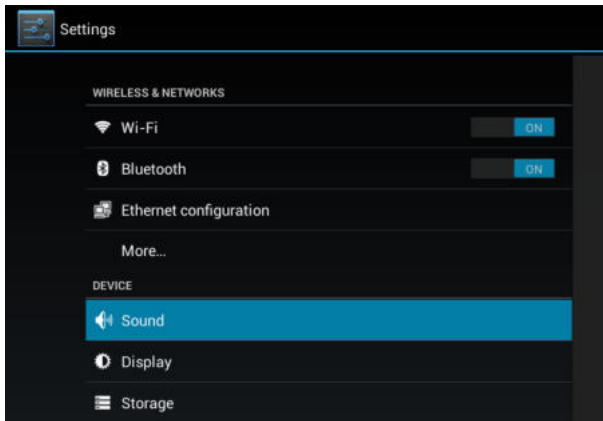 Settings
WIRELESS & NETWORKS
Wi-Fi ON
Bluetooth ON
Ethernet configuration
More...
DEVICE
Sound
Display
Storage